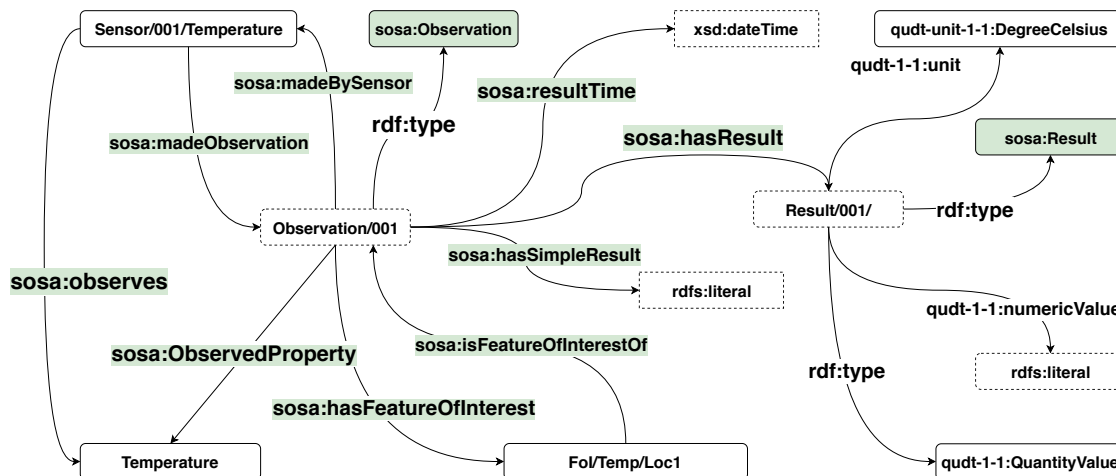 Sensor/001/Temperature
sosa:Observation
xsd:dateTime
qudt-unit-1-1:DegreeCelsius
qudt-1-1:unit
sosa:madeBySensor
sosa:resultTime
rdf:type
sosa:hasResult
sosa:madeObservation
sosa:Result
Observation/001
Result/001/
rdf:type
sosa:hasSimpleResult
sosa:observes
rdfs:literal
qudt-1-1:numericValue
sosa:ObservedProperty
sosa:isFeatureOfInterestOf
rdf:type
rdfs:literal
sosa:hasFeatureOfInterest
Temperature
FoI/Temp/Loc1
qudt-1-1:QuantityValue